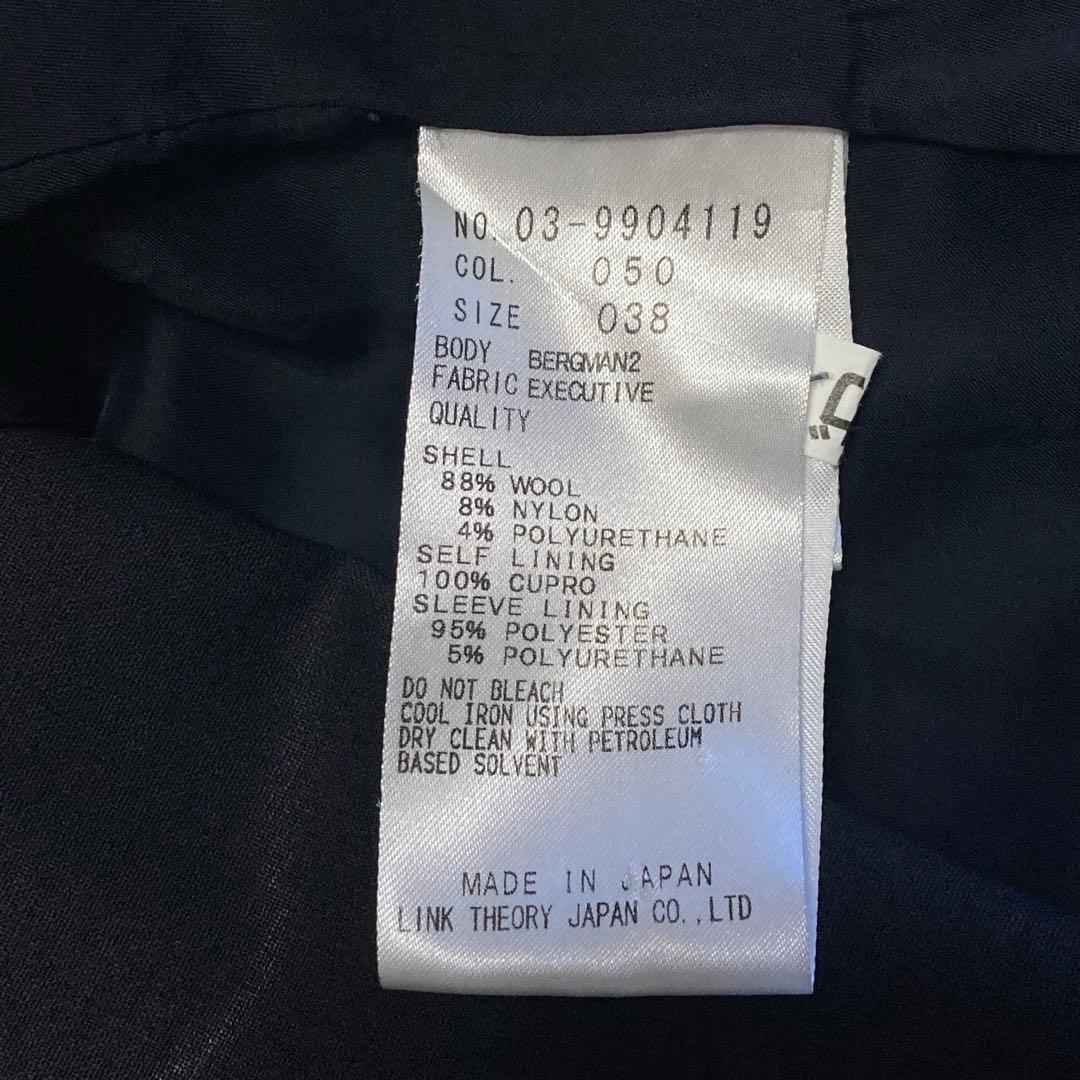 NO. 03-9904119
COL. 050
SIZE 038
BODY BERGMAN2
FABRIC EXECUTIVE
QUALITY
SHELL
88% WOOL
8% NYLON
4% POLYURETHANE
SELF LINING
100% CUPRO
SLEEVE LINING
95% POLYESTER
5% POLYURETHANE
DO NOT BLEACH
COOL IRON USING PRESS CLOTH
DRY CLEAN WITH PETROLEUM
BASED SOLVENT
MADE IN JAPAN
LINK THEORY JAPAN CO.,LTD